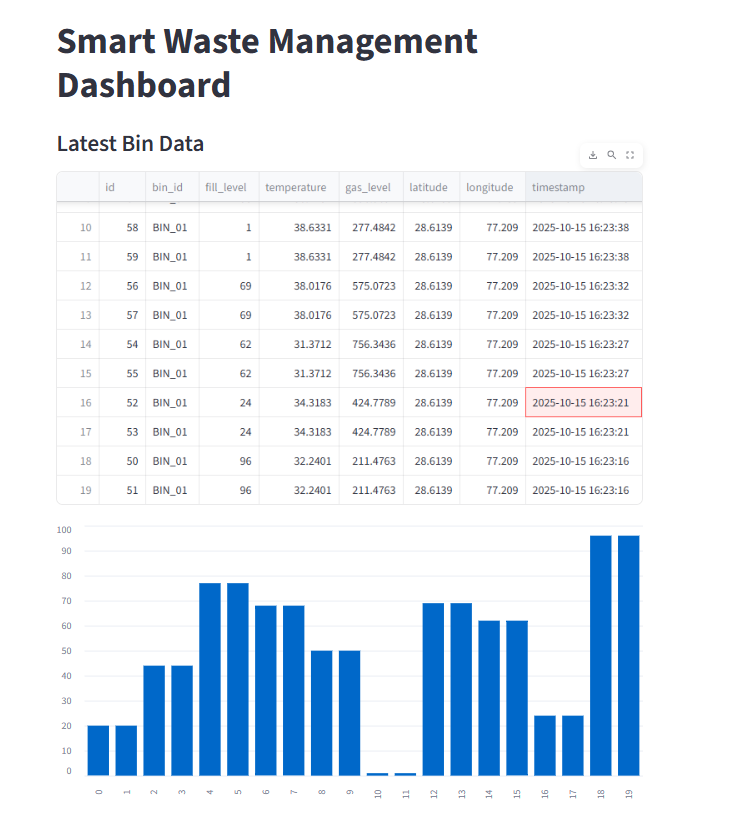 Smart Waste Management
Dashboard
Latest Bin Data
id bin_id fill_level temperature gas_level latitude longitude timestamp
10 58 BIN_01 1 38.6331 277.4842 28.6139 77.209 2025-10-15 16:23:38
11 59 BIN_01 1 38.6331 277.4842 28.6139 77.209 2025-10-15 16:23:38
12 56 BIN_01 69 38.0176 575.0723 28.6139 77.209 2025-10-15 16:23:32
13 57 BIN_01 69 38.0176 575.0723 28.6139 77.209 2025-10-15 16:23:32
14 54 BIN_01 62 31.3712 756.3436 28.6139 77.209 2025-10-15 16:23:27
15 55 BIN_01 62 31.3712 756.3436 28.6139 77.209 2025-10-15 16:23:27
16 52 BIN_01 24 34.3183 424.7789 28.6139 77.209 2025-10-15 16:23:21
17 53 BIN_01 24 34.3183 424.7789 28.6139 77.209 2025-10-15 16:23:21
18 50 BIN_01 96 32.2401 211.4763 28.6139 77.209 2025-10-15 16:23:16
19 51 BIN_01 96 32.2401 211.4763 28.6139 77.209 2025-10-15 16:23:16
100
90
80
70
60
50
40
30
20
10
0
0 1 2 3 4 5 6 7 8 9 10 11 12 13 14 15 16 17 18 19